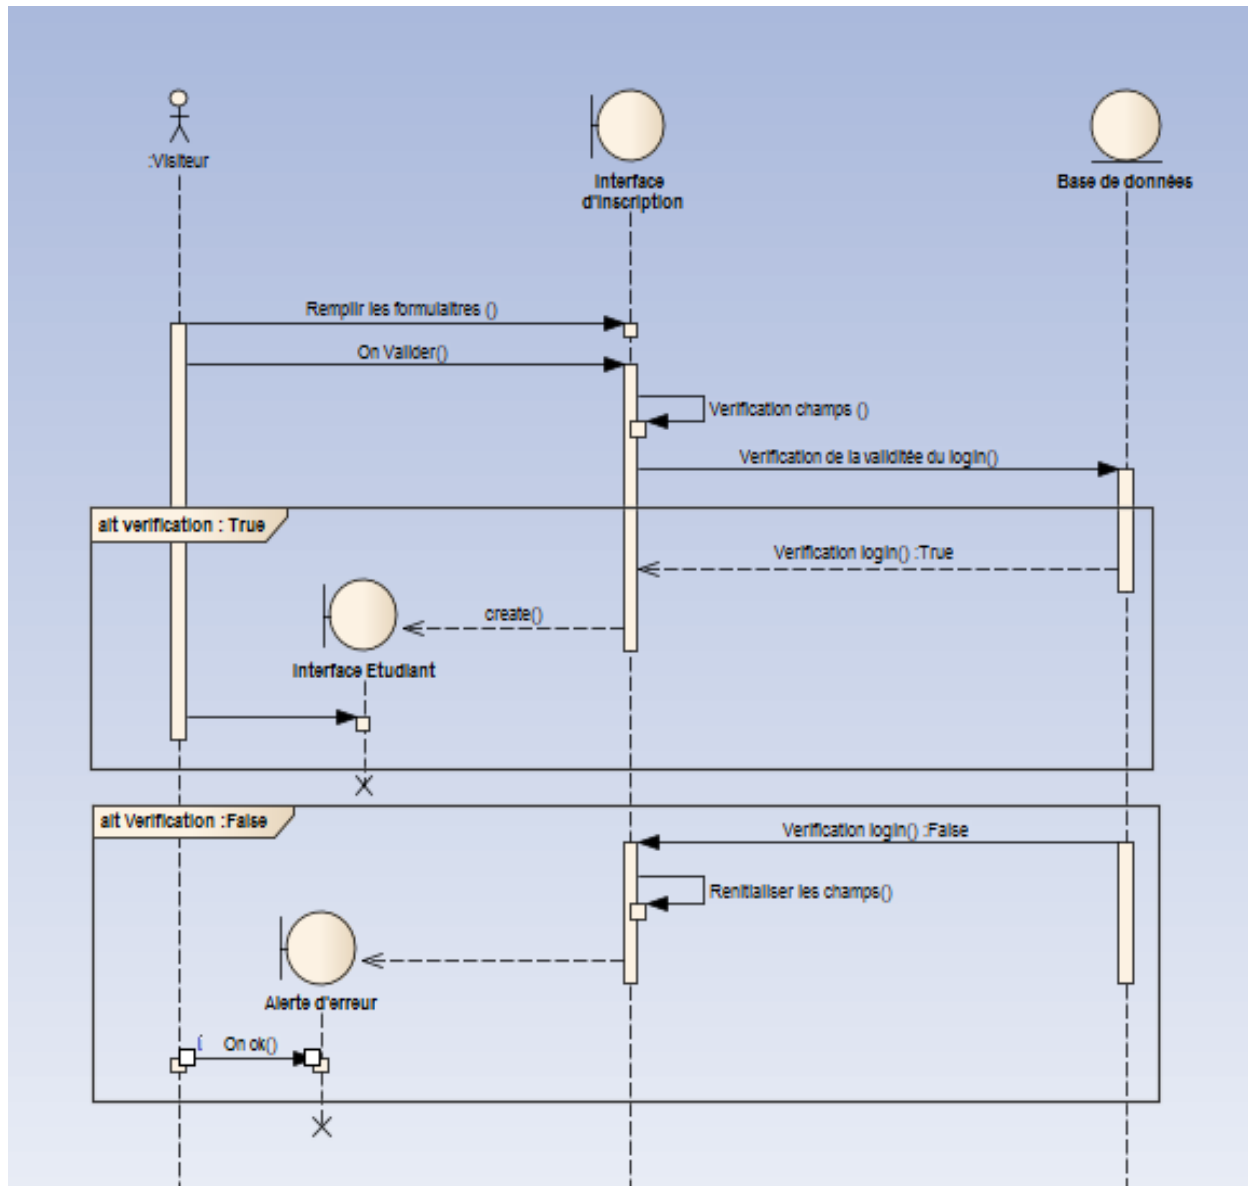 :Visiteur
Interface
d'inscription
Base de données
Remplir les formulaitres ()
On Valider()
Verification champs ()
Verification de la validitée du login()
alt verification : True
Verification login() :True
create()
Interface Etudiant
alt Verification :False
Verification login() :False
Renitialiser les champs()
Alerte d'erreur
On ok()